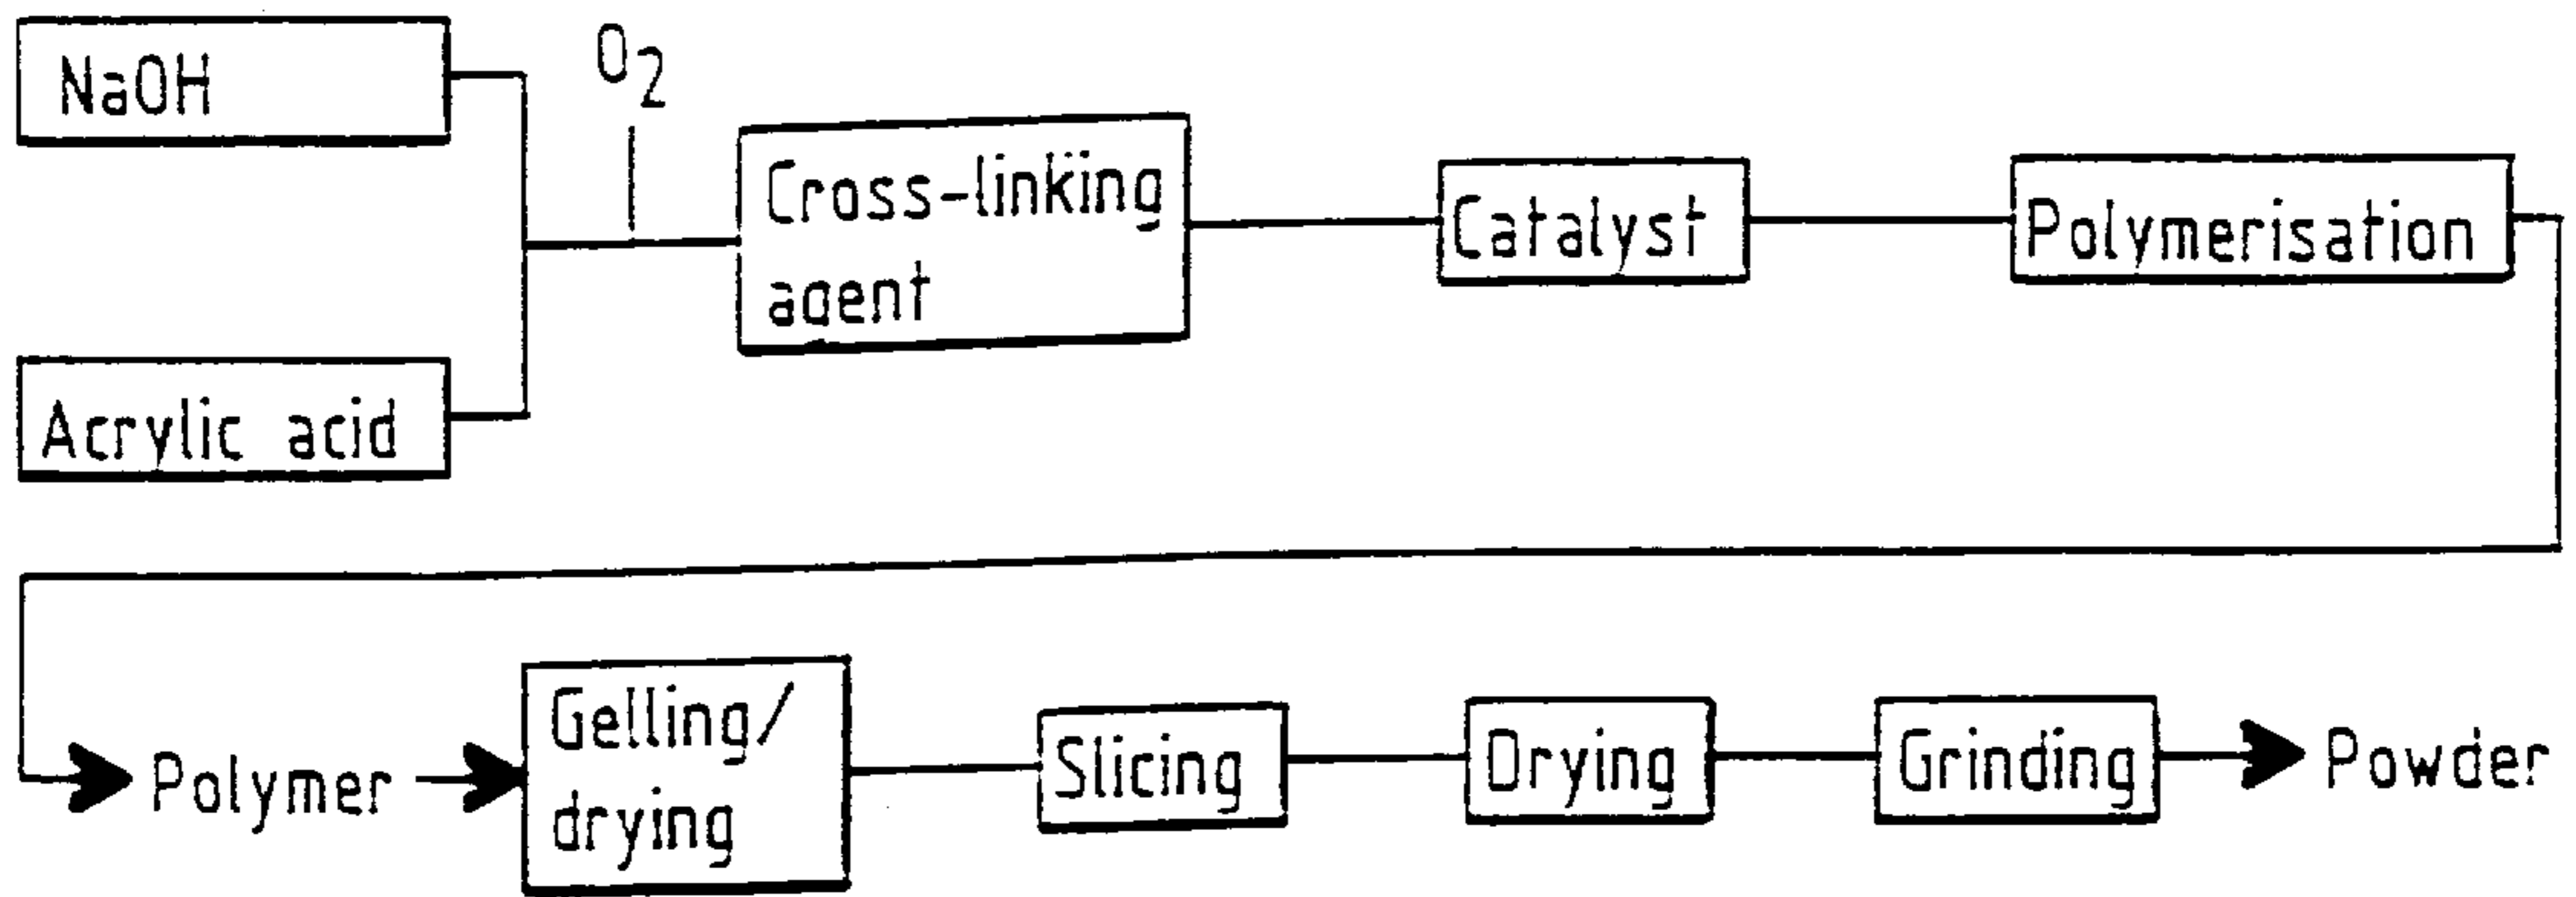 NaOH
O2
Cross-linking
agent
Catalyst
Polymerisation
Acrylic acid
Polymer
Gelling/
drying
Slicing
Drying
Grinding
Powder